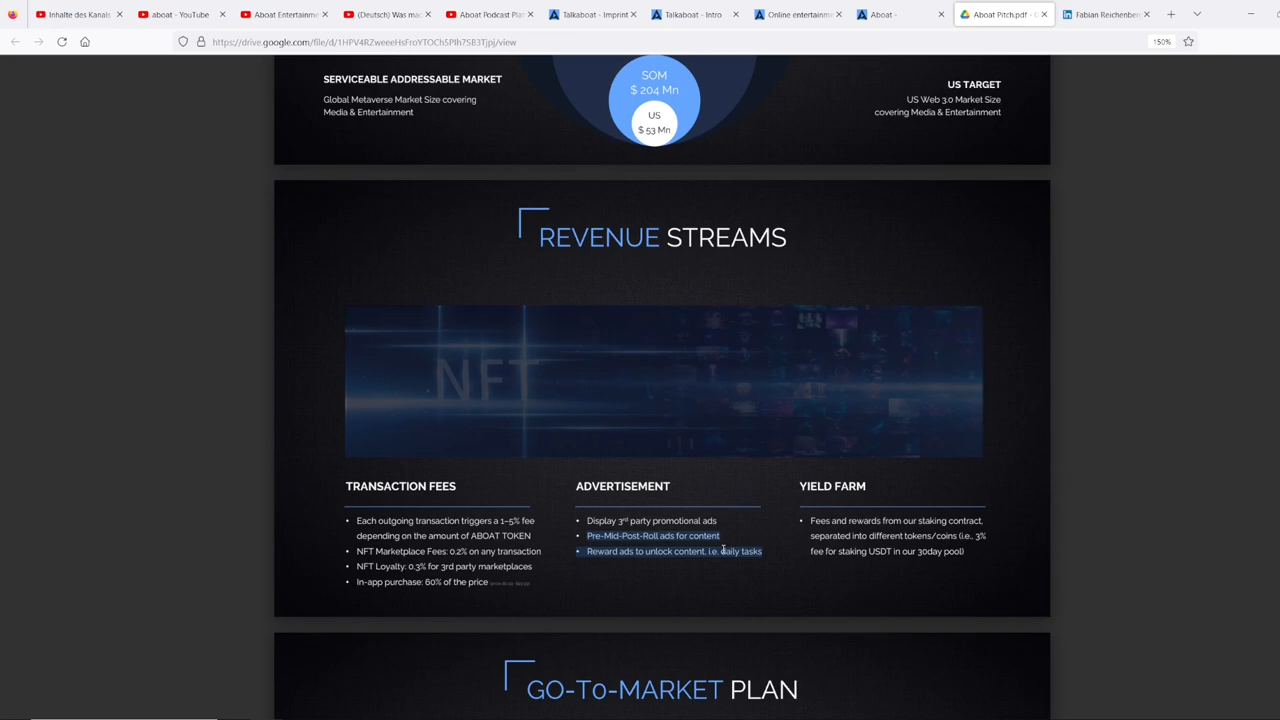 Inhalte des Kanals
aboat - YouTube
Aboat Entertainme
(Deutsch) Was ma
Aboat Podcast Plat
Talkaboat - Imprint
Talkaboat - Intro
Online entertainme
Aboat -
Aboat Pitch.pdf - G
Fabian Reichenberg
https://drive.google.com/file/d/1HPV4RZweeeHsFroYTOCh5PIh7SB3Tjpj/view
150%
SERVICEABLE ADDRESSABLE MARKET
Global Metaverse Market Size covering
Media & Entertainment
SOM
$ 204 Mn
US
$ 53 Mn
US TARGET
US Web 3.0 Market Size
covering Media & Entertainment
REVENUE STREAMS
NFT
TRANSACTION FEES
• Each outgoing transaction triggers a 1–5% fee
depending on the amount of ABOAT TOKEN
• NFT Marketplace Fees: 0.2% on any transaction
• NFT Loyalty: 0.3% for 3rd party marketplaces
• In-app purchase: 60% of the price
ADVERTISEMENT
• Display 3rd party promotional ads
• Pre-Mid-Post-Roll ads for content
• Reward ads to unlock content, i.e. daily tasks
YIELD FARM
• Fees and rewards from our staking contract,
separated into different tokens/coins (i.e., 3%
fee for staking USDT in our 30day pool)
GO-TO-MARKET PLAN